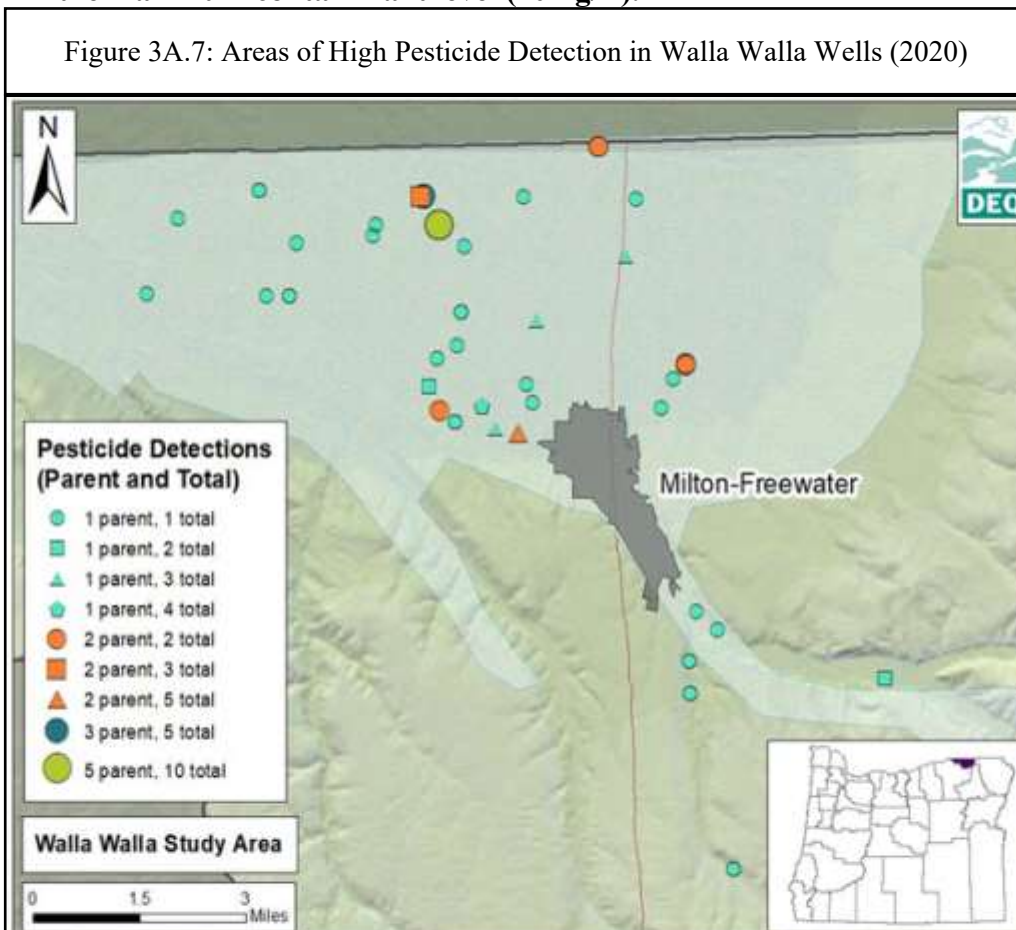 Figure 3A.7: Areas of High Pesticide Detection in Walla Walla Wells (2020)
N
DEQ
Milton-Freewater
Pesticide Detections
(Parent and Total)
1 parent, 1 total
1 parent, 2 total
1 parent, 3 total
1 parent, 4 total
2 parent, 2 total
2 parent, 3 total
2 parent, 5 total
3 parent, 5 total
5 parent, 10 total
Walla Walla Study Area
0 1.5 3
Miles